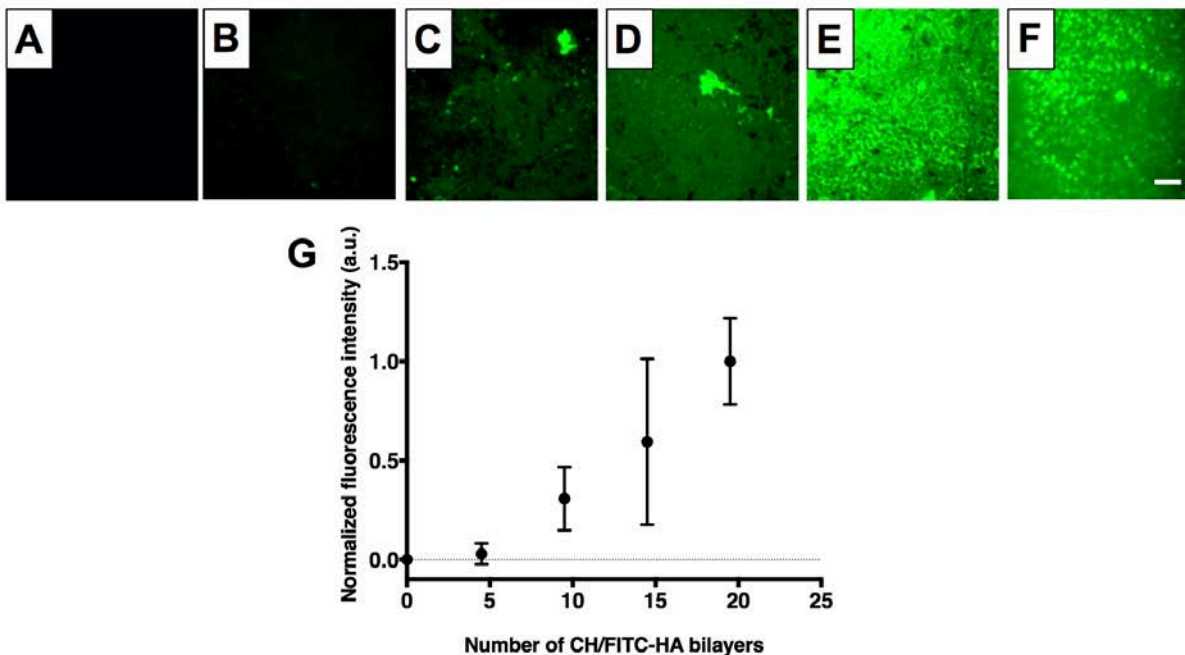 A B C D E F
G
Normalized fluorescence intensity (a.u.)
1.5
1.0
0.5
0.0
0 5 10 15 20 25
Number of CH/FITC-HA bilayers